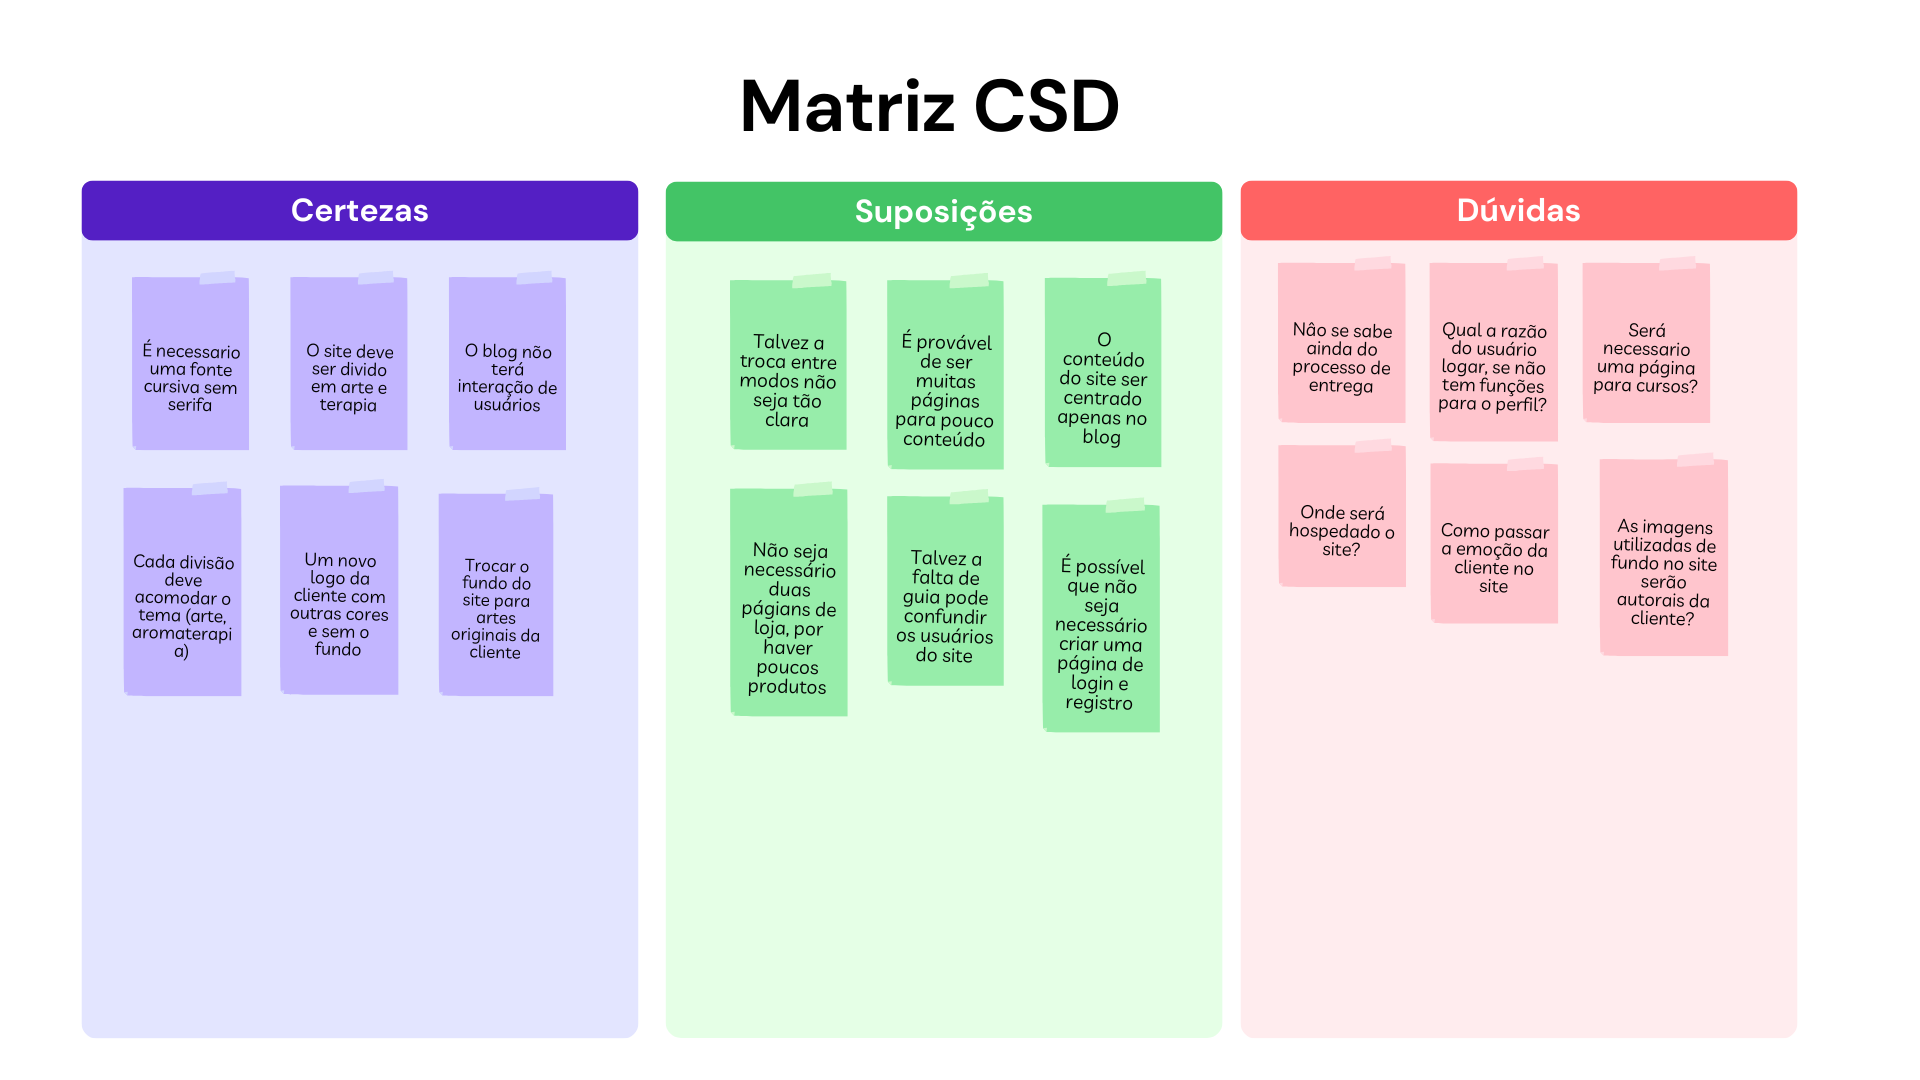 Matriz CSD
Certezas
É necessario
uma fonte
cursiva sem
serifa
O site deve
ser divido
em arte e
terapia
O blog nõo
terá
interação de
usuários
Cada divisão
deve
acomodar o
tema (arte,
aromaterapi
a)
Um novo
logo da
cliente com
outras cores
e sem o
fundo
Trocar o
fundo do
site para
artes
originais da
cliente
Suposições
Talvez a
troca entre
modos não
seja tão
clara
É provável
de ser
muitas
páginas
para pouco
conteúdo
O
conteúdo
do site ser
centrado
apenas no
blog
Não seja
necessário
duas
págians de
loja, por
haver
poucos
produtos
Talvez a
falta de
guia pode
confundir
os usuários
do site
É possível
que não
seja
necessário
criar uma
página de
login e
registro
Dúvidas
Nâo se sabe
ainda do
processo de
entrega
Qual a razão
do usuário
logar, se não
tem funções
para o perfil?
Será
necessario
uma página
para cursos?
Onde será
hospedado o
site?
Como passar
a emoção da
cliente no
site
As imagens
utilizadas de
fundo no site
serão
autorais da
cliente?